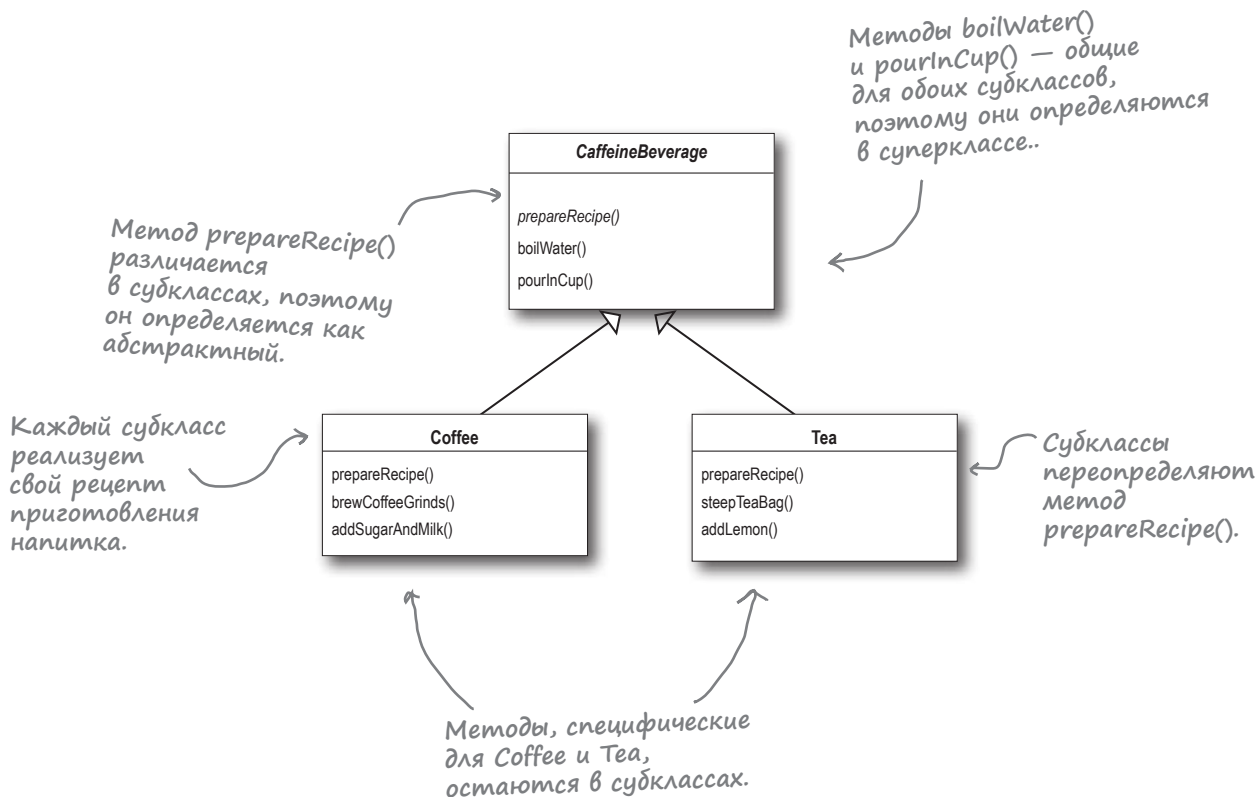 Методы boilWater()
и pourInCup() — общие
для обоих субклассов,
поэтому они определяются
в суперклассе..
CaffeineBeverage
prepareRecipe()
boilWater()
pourInCup()
Метод prepareRecipe()
различается
в субклассах, поэтому
он определяется как
абстрактный.
Каждый субкласс
реализует
свой рецепт
приготовления
напитка.
Coffee
prepareRecipe()
brewCoffeeGrinds()
addSugarAndMilk()
Tea
prepareRecipe()
steepTeaBag()
addLemon()
Субклассы
переопределяют
метод
prepareRecipe().
Методы, специфические
для Coffee и Tea,
остаются в субклассах.